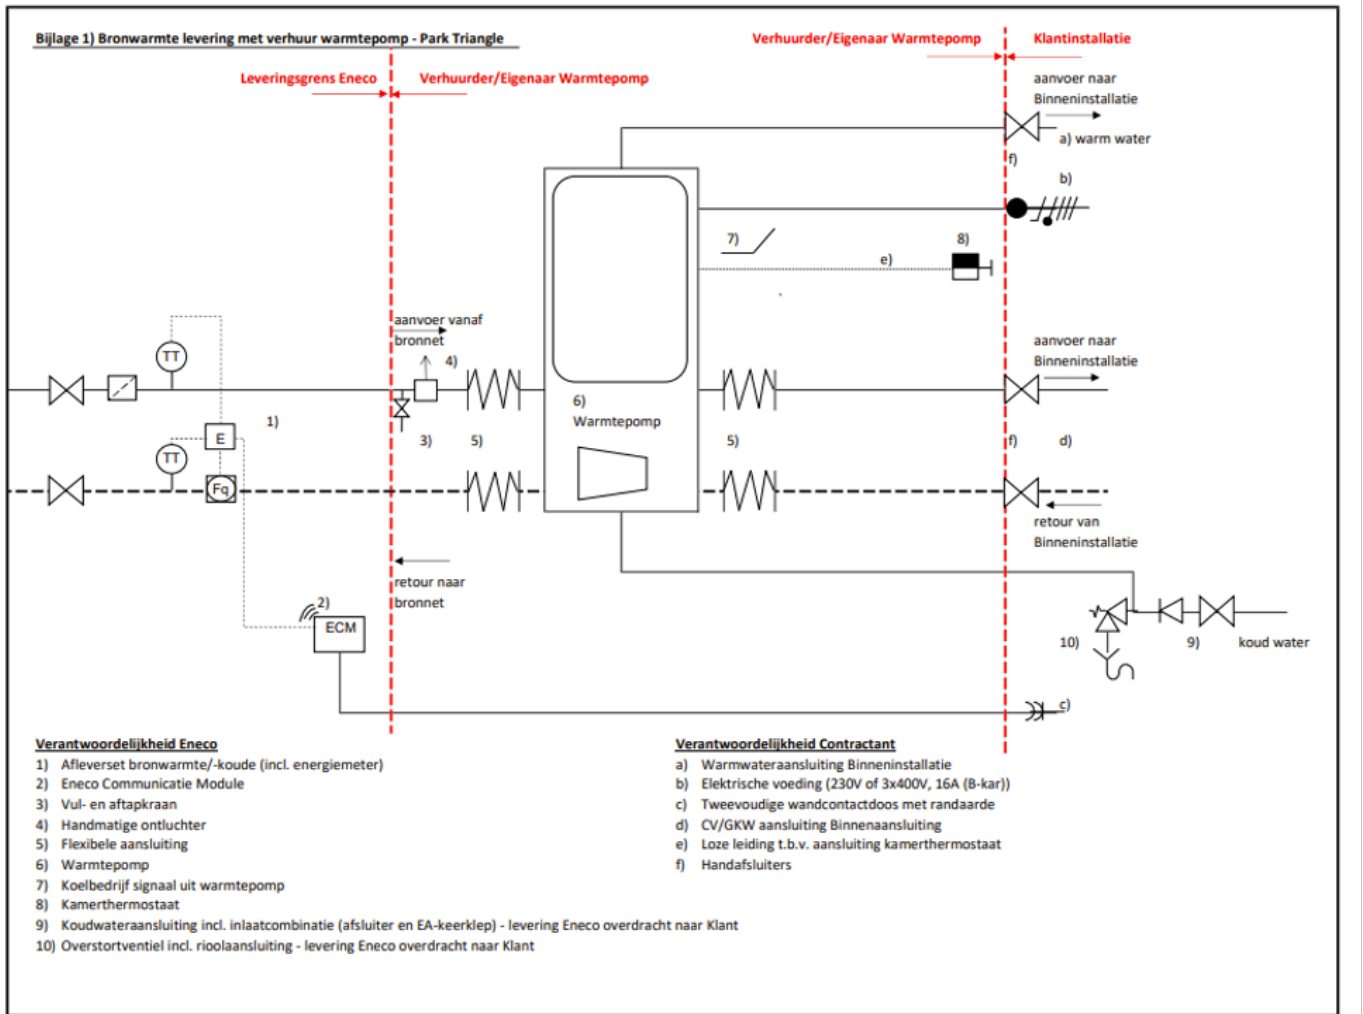 Bijlage 1) Bronwarmte levering met verhuur warmtepomp - Park Triangle
Verhuurder/Eigenaar Warmtepomp
Klantinstallatie
Leveringsgrens Eneco
Verhuurder/Eigenaar Warmtepomp
aanvoer naar
Binneninstallatie
a) warm water
f)
b)
7)
8)
e)
aanvoer vanaf
bronnet
4)
TT
aanvoer naar
Binneninstallatie
6)
Warmtepomp
1)
E
3)
5)
5)
f)
d)
TT
Fq
retour van
Binneninstallatie
retour naar
bronnet
2)
ECM
10)
9)
koud water
c)
Verantwoordelijkheid Eneco
1) Afleverset bronwarmte/-koude (incl. energiemeter)
2) Eneco Communicatie Module
3) Vul- en aftapkraan
4) Handmatige ontluchter
5) Flexibele aansluiting
6) Warmtepomp
7) Koelbedrijf signaal uit warmtepomp
8) Kamerthermostaat
9) Koudwateraansluiting incl. inlaatcombinatie (afsluiter en EA-keerklep) - levering Eneco overdracht naar Klant
10) Overstortventiel incl. rioolaansluiting - levering Eneco overdracht naar Klant
Verantwoordelijkheid Contractant
a) Warmwateraansluiting Binneninstallatie
b) Elektrische voeding (230V of 3x400V, 16A (B-kar))
c) Tweevoudige wandcontactdoos met randaarde
d) CV/GKW aansluiting Binnenaansluiting
e) Loze leiding t.b.v. aansluiting kamerthermostaat
f) Handafsluiters